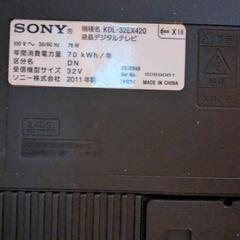 SONY
機種名 KDL-32EX420
液晶デジタルテレビ
100 V～ 50/60 Hz 76 W
年間消費電力量 70 kWh/年
区分名 DN
受信機型サイズ 32V
ソニー株式会社 2011年製
X18
Serial No.
MADE IN CHINA